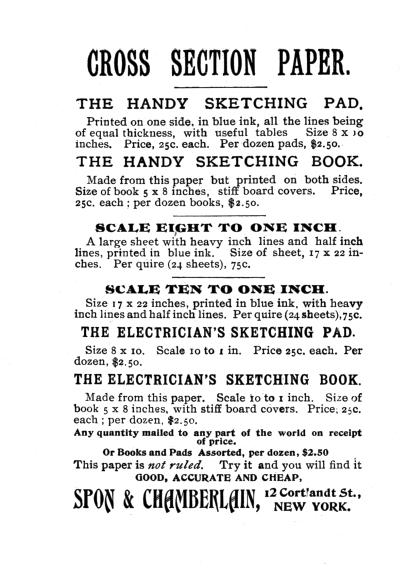 CROSS SECTION PAPER.
THE HANDY SKETCHING PAD.
Printed on one side, in blue ink, all the lines being
of equal thickness, with useful tables Size 8 x 10
inches. Price, 25c. each. Per dozen pads, $2.50.
THE HANDY SKETCHING BOOK.
Made from this paper but printed on both sides.
Size of book 5 x 8 inches, stiff board covers. Price,
25c. each ; per dozen books, $2.50.
SCALE EIGHT TO ONE INCH.
A large sheet with heavy inch lines and half inch
lines, printed in blue ink. Size of sheet, 17 x 22 in-
ches. Per quire (24 sheets), 75c.
SCALE TEN TO ONE INCH.
Size 17 x 22 inches, printed in blue ink, with heavy
inch lines and half inch lines. Per quire (24 sheets), 75c.
THE ELECTRICIAN'S SKETCHING PAD.
Size 8 x 10. Scale 10 to 1 in. Price 25c. each. Per
dozen, $2.50.
THE ELECTRICIAN'S SKETCHING BOOK.
Made from this paper. Scale 10 to 1 inch. Size of
book 5 x 8 inches, with stiff board covers. Price, 25c.
each ; per dozen, $2.50.
Any quantity mailed to any part of the world on receipt
of price.
Or Books and Pads Assorted, per dozen, $2.50
This paper is not ruled. Try it and you will find it
GOOD, ACCURATE AND CHEAP,
SPON & CHAMBERLAIN, 12 Cortlandt St.,
NEW YORK.